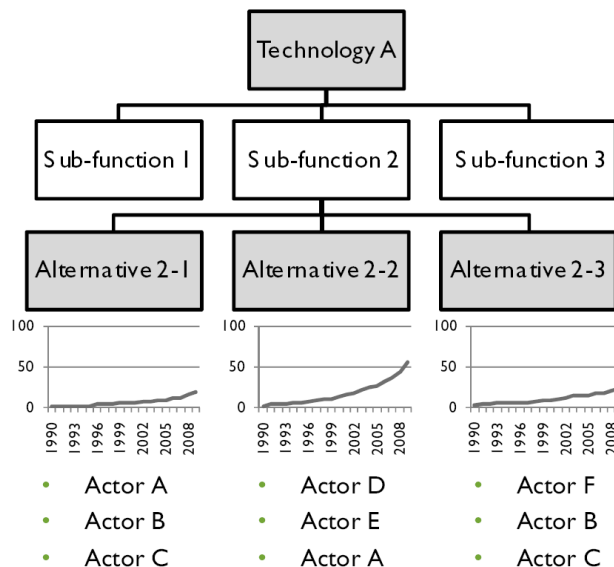 Technology A
Sub-function 1 Sub-function 2 Sub-function 3
Alternative 2-1 Alternative 2-2 Alternative 2-3
100 100 100
50 50 50
0 0 0
1990 1993 1996 1999 2002 2005 2008 1990 1993 1996 1999 2002 2005 2008 1990 1993 1996 1999 2002 2005 2008
• Actor A • Actor D • Actor F
• Actor B • Actor E • Actor B
• Actor C • Actor A • Actor C